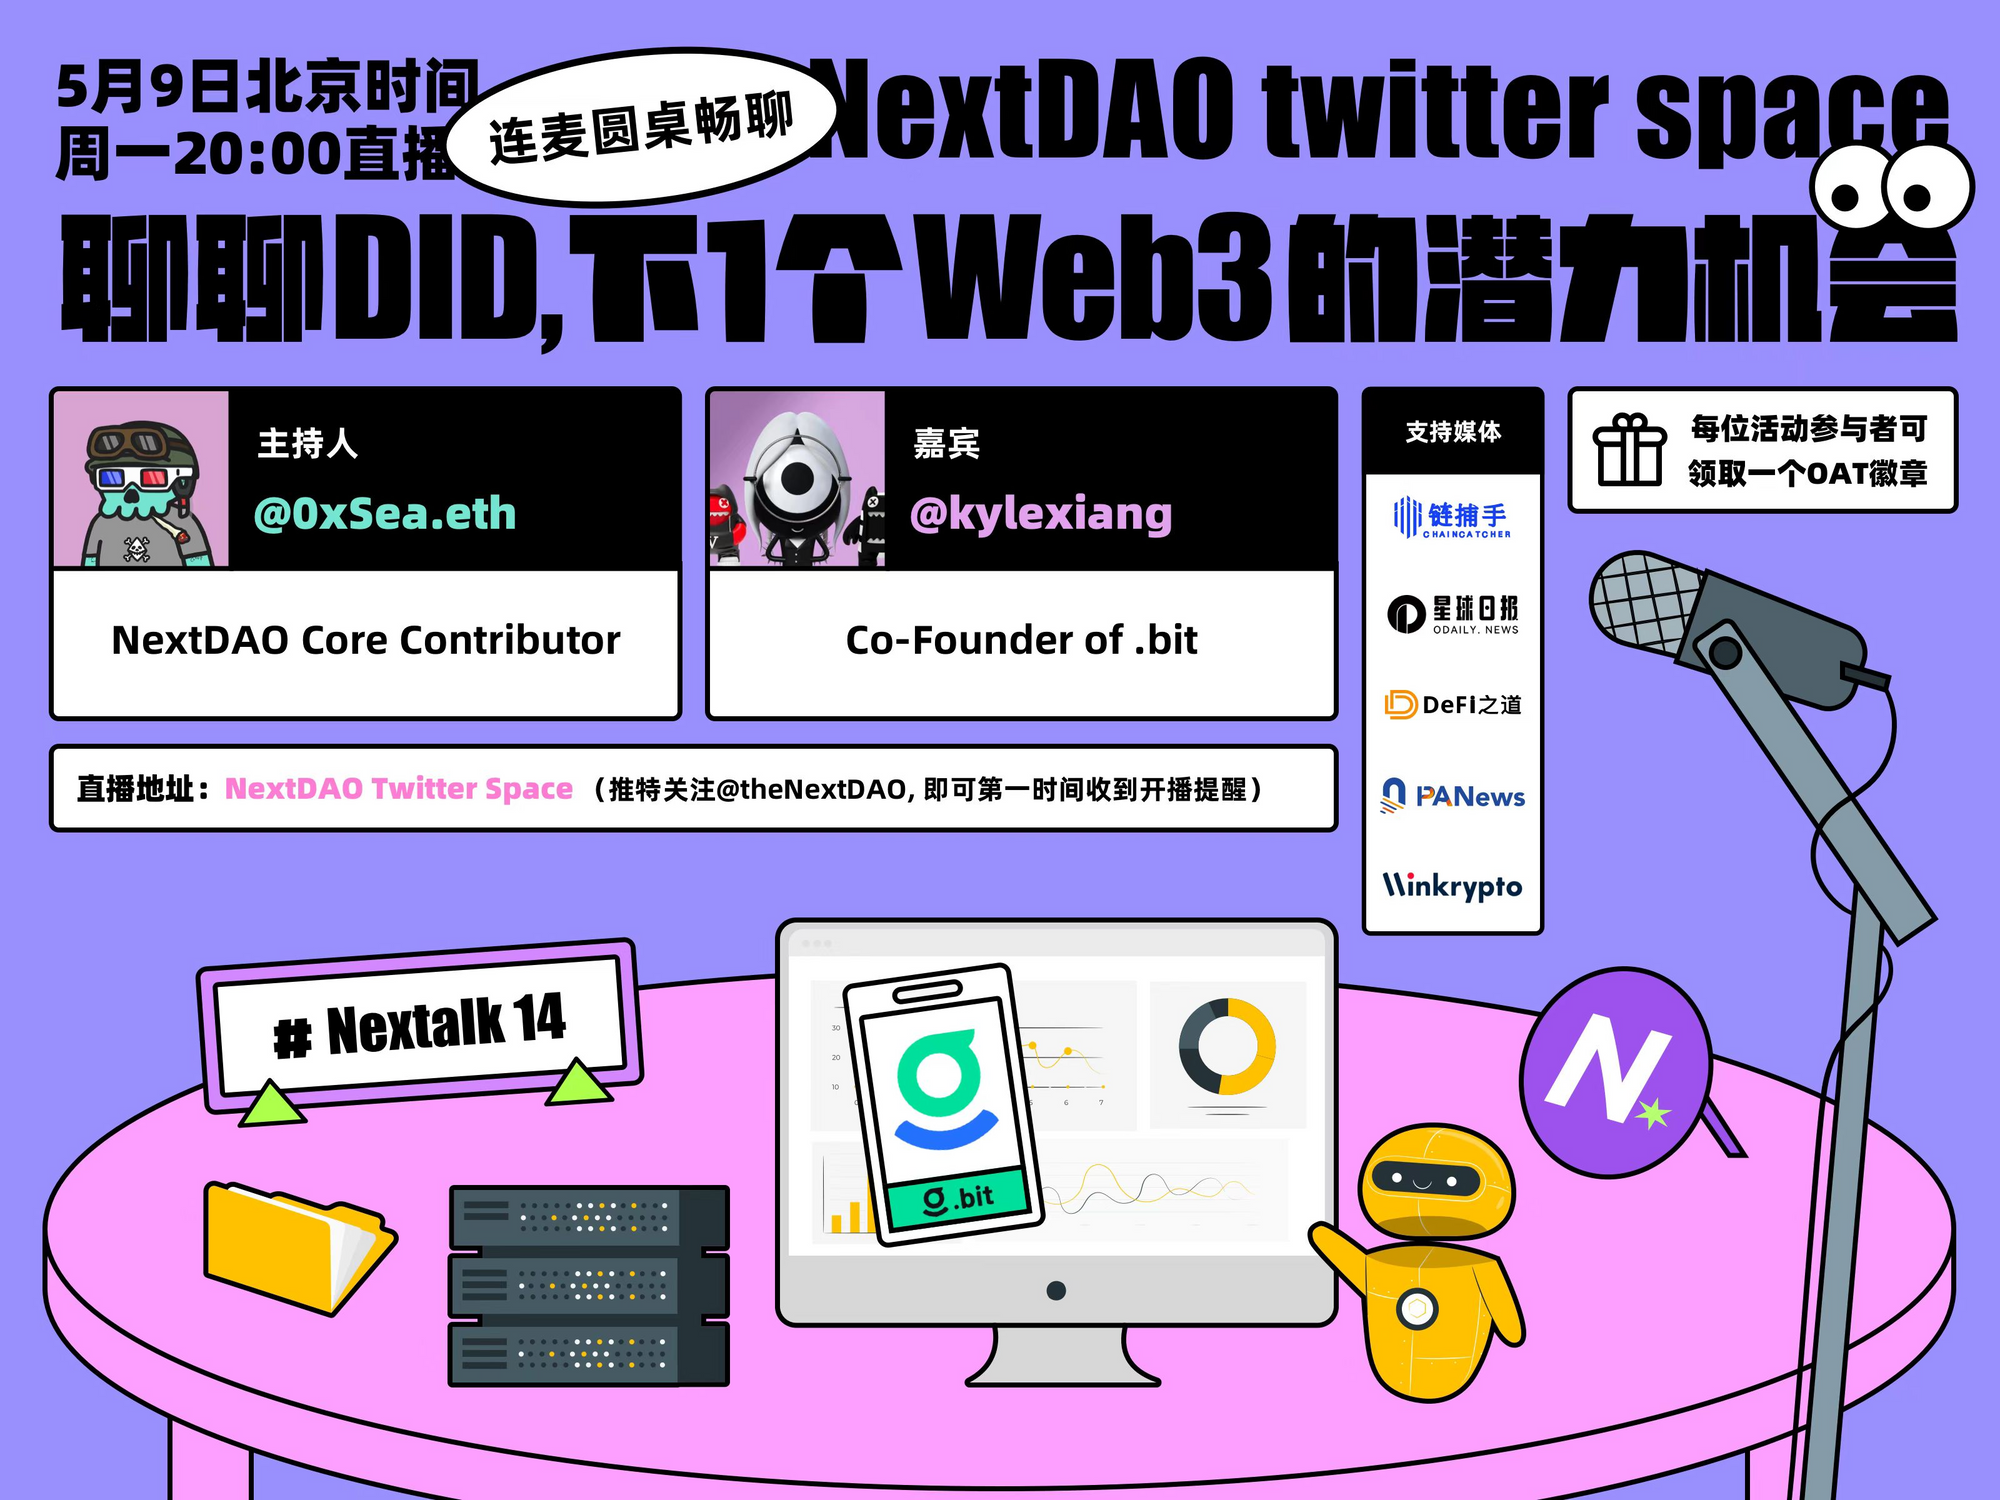 5月9日北京时间
周一20:00直播
连麦圆桌畅聊
NextDAO twitter space
聊聊DID,下1个Web3的潜力机会
主持人
@0xSea.eth
NextDAO Core Contributor
嘉宾
@kylexiang
Co-Founder of .bit
支持媒体
链捕手
CHAINCATCHER
星球日报
ODAILY. NEWS
DeFi之道
PANews
Winkrypto
每位活动参与者可
领取一个OAT徽章
直播地址：NextDAO Twitter Space （推特关注@theNextDAO, 即可第一时间收到开播提醒）
# Nextalk 14
30
20
10
6
7
.bit
N